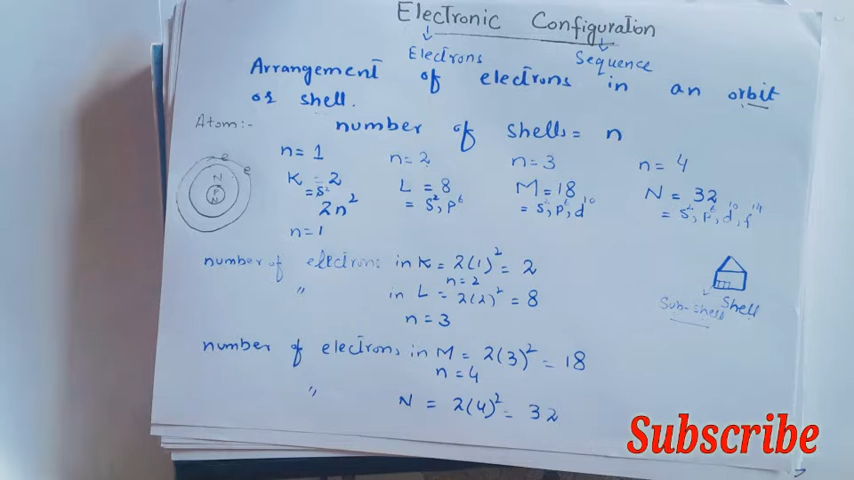 Electronic Configuration
Electrons Sequence
Arrangement of electrons in an orbit
or shell.
Atom:- number of shells = n
n = 1 n = 2 n = 3 n = 4
K = 2 L = 8 M = 18 N = 32
= s² = s², p⁶ = s², p⁶, d¹⁰ = s², p⁶, d¹⁰, f¹⁴
2n²
e
e
N
P
N
n = 1
number of electrons in K = 2(1)² = 2
n = 2
" in L = 2(2)² = 8
n = 3
Sub-shell Shell
number of electrons in M = 2(3)² = 18
n = 4
" N = 2(4)² = 32
Subscribe